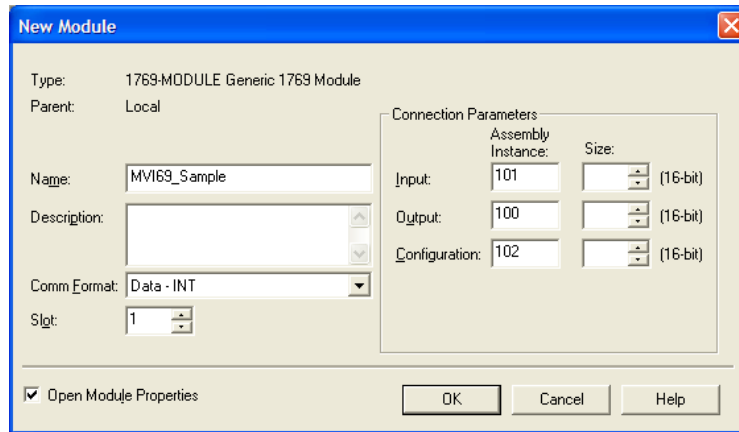 New Module
Type: 1769-MODULE Generic 1769 Module
Parent: Local
Connection Parameters
Assembly Instance: Size:
Name: MVI69_Sample
Input: 101 (16-bit)
Description:
Output: 100 (16-bit)
Configuration: 102 (16-bit)
Comm Format: Data - INT
Slot: 1
Open Module Properties
OK Cancel Help